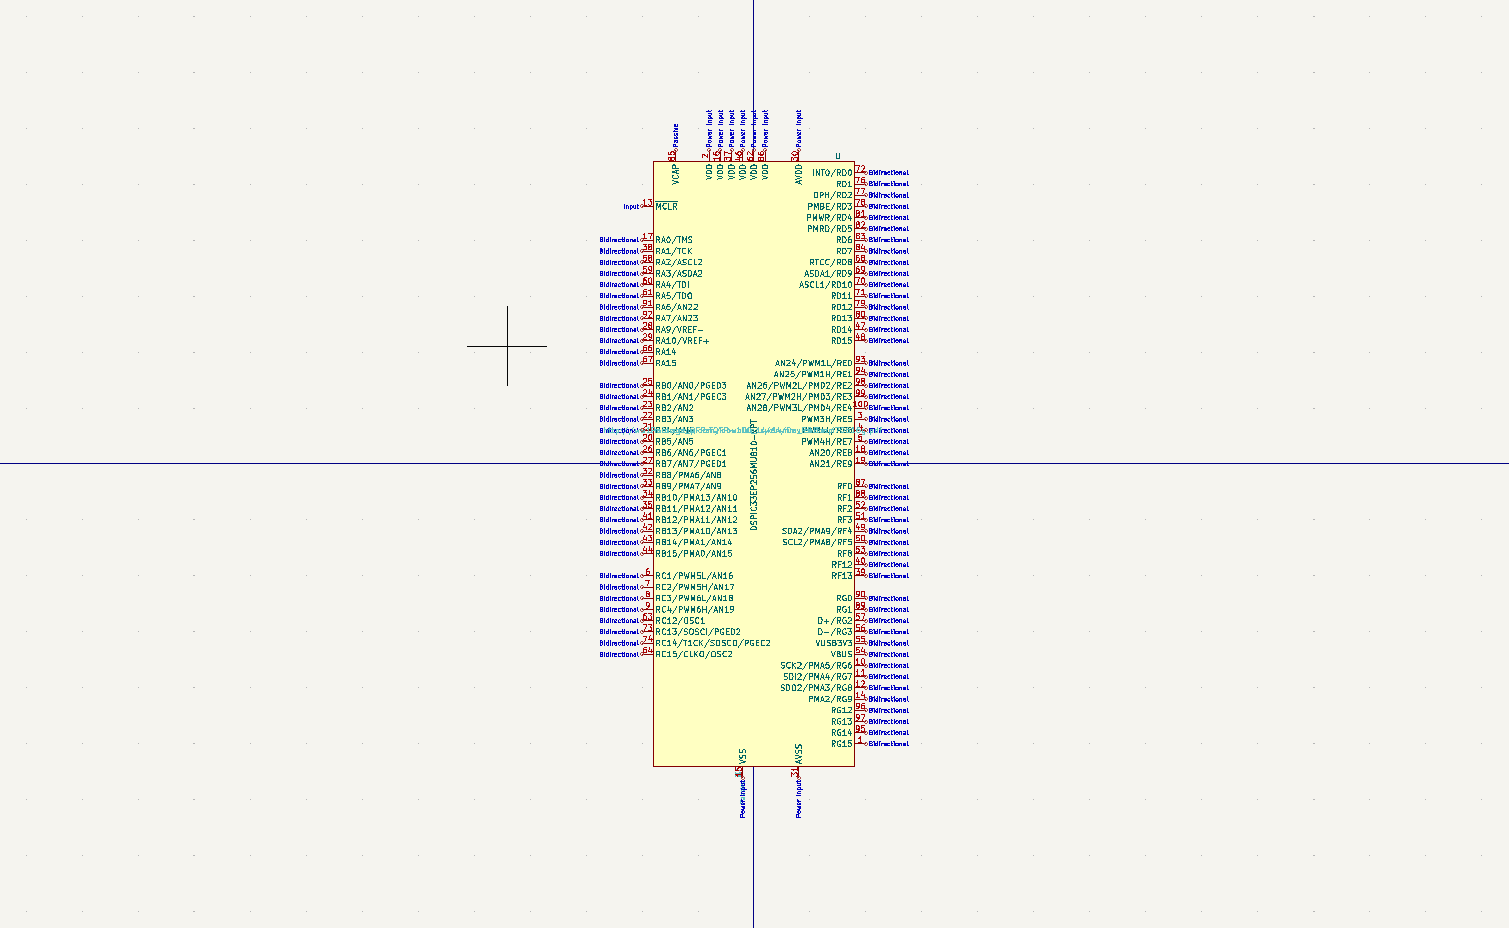 Passive
Power Input
Power Input
Power Input
Power Input
Power Input
Power Input
Power Input
85 2 16 37 46 62 86 30
VCAP VDD VDD VDD VDD VDD VDD AVDD
U
INT0/RD0 72 Bidirectional
RD1 76 Bidirectional
DPH/RD2 77 Bidirectional
Input 13 MCLR
PMBE/RD3 78 Bidirectional
PMWR/RD4 81 Bidirectional
PMRD/RD5 82 Bidirectional
Bidirectional 17 RA0/TMS
RD6 83 Bidirectional
Bidirectional 38 RA1/TCK
RD7 84 Bidirectional
Bidirectional 58 RA2/ASCL2
RTCC/RD8 68 Bidirectional
Bidirectional 59 RA3/ASDA2
ASDA1/RD9 69 Bidirectional
Bidirectional 60 RA4/TDI
ASCL1/RD10 70 Bidirectional
Bidirectional 61 RA5/TDO
RD11 71 Bidirectional
Bidirectional 91 RA6/AN22
RD12 79 Bidirectional
Bidirectional 92 RA7/AN23
RD13 80 Bidirectional
Bidirectional 28 RA9/VREF-
RD14 47 Bidirectional
Bidirectional 29 RA10/VREF+
RD15 48 Bidirectional
Bidirectional 66 RA14
Bidirectional 67 RA15
AN24/PWM1L/RE0 93 Bidirectional
AN25/PWM1H/RE1 94 Bidirectional
Bidirectional 25 RB0/AN0/PGED3
AN26/PWM2L/PMD2/RE2 98 Bidirectional
Bidirectional 24 RB1/AN1/PGEC3
AN27/PWM2H/PMD3/RE3 99 Bidirectional
Bidirectional 23 RB2/AN2
AN28/PWM3L/PMD4/RE4 100 Bidirectional
Bidirectional 22 RB3/AN3
PWM3H/RE5 3 Bidirectional
Bidirectional 21
4 Bidirectional
Bidirectional 20 RB5/AN5
PWM4H/RE7 5 Bidirectional
Bidirectional 26 RB6/AN6/PGEC1
AN20/RE8 18 Bidirectional
Bidirectional 27 RB7/AN7/PGED1
AN21/RE9 19 Bidirectional
Bidirectional 32 RB8/PMA6/AN8
Bidirectional 33 RB9/PMA7/AN9
RF0 87 Bidirectional
Bidirectional 34 RB10/PMA13/AN10
RF1 88 Bidirectional
Bidirectional 35 RB11/PMA12/AN11
RF2 52 Bidirectional
Bidirectional 41 RB12/PMA11/AN12
RF3 51 Bidirectional
Bidirectional 42 RB13/PMA10/AN13
SDA2/PMA9/RF4 49 Bidirectional
Bidirectional 43 RB14/PMA1/AN14
SCL2/PMA8/RF5 50 Bidirectional
Bidirectional 44 RB15/PMA0/AN15
RF8 53 Bidirectional
RF12 40 Bidirectional
Bidirectional 6 RC1/PWM5L/AN16
RF13 39 Bidirectional
Bidirectional 7 RC2/PWM5H/AN17
Bidirectional 8 RC3/PWM6L/AN18
RG0 90 Bidirectional
Bidirectional 9 RC4/PWM6H/AN19
RG1 89 Bidirectional
Bidirectional 63 RC12/OSC1
D+/RG2 57 Bidirectional
Bidirectional 73 RC13/SOSCI/PGED2
D-/RG3 56 Bidirectional
Bidirectional 74 RC14/T1CK/SOSCO/PGEC2
VUSB3V3 55 Bidirectional
Bidirectional 64 RC15/CLKO/OSC2
VBUS 54 Bidirectional
SCK2/PMA5/RG6 10 Bidirectional
SDI2/PMA4/RG7 11 Bidirectional
SDO2/PMA3/RG8 12 Bidirectional
PMA2/RG9 14 Bidirectional
RG12 96 Bidirectional
RG13 97 Bidirectional
RG14 95 Bidirectional
RG15 1 Bidirectional
VSS AVSS
31
Power Input
Power Input